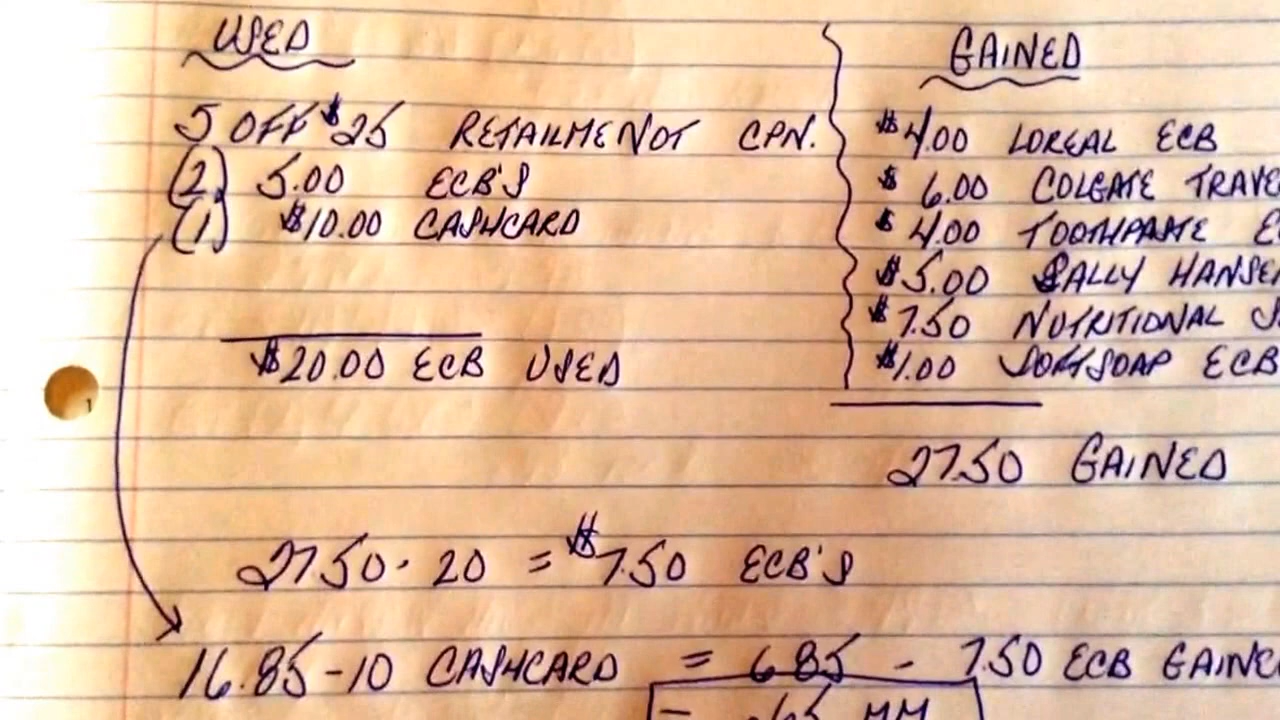 USED
5 OFF $25 RETAILMENOT CPN.
(2) 5.00 ECB'S
(1) $10.00 CASHCARD
$20.00 ECB USED
GAINED
$4.00 LOREAL ECB
$6.00 COLGATE TRAVE
$4.00 TOOTHPASTE E
$5.00 SALLY HANSE
$7.50 NUTRITIONAL
$1.00 SOFTSOAP ECB
27.50 GAINED
27.50 - 20 = $7.50 ECB'S
16.85 - 10 CASHCARD = 6.85 - 7.50 ECB GAINE
- .65 MM